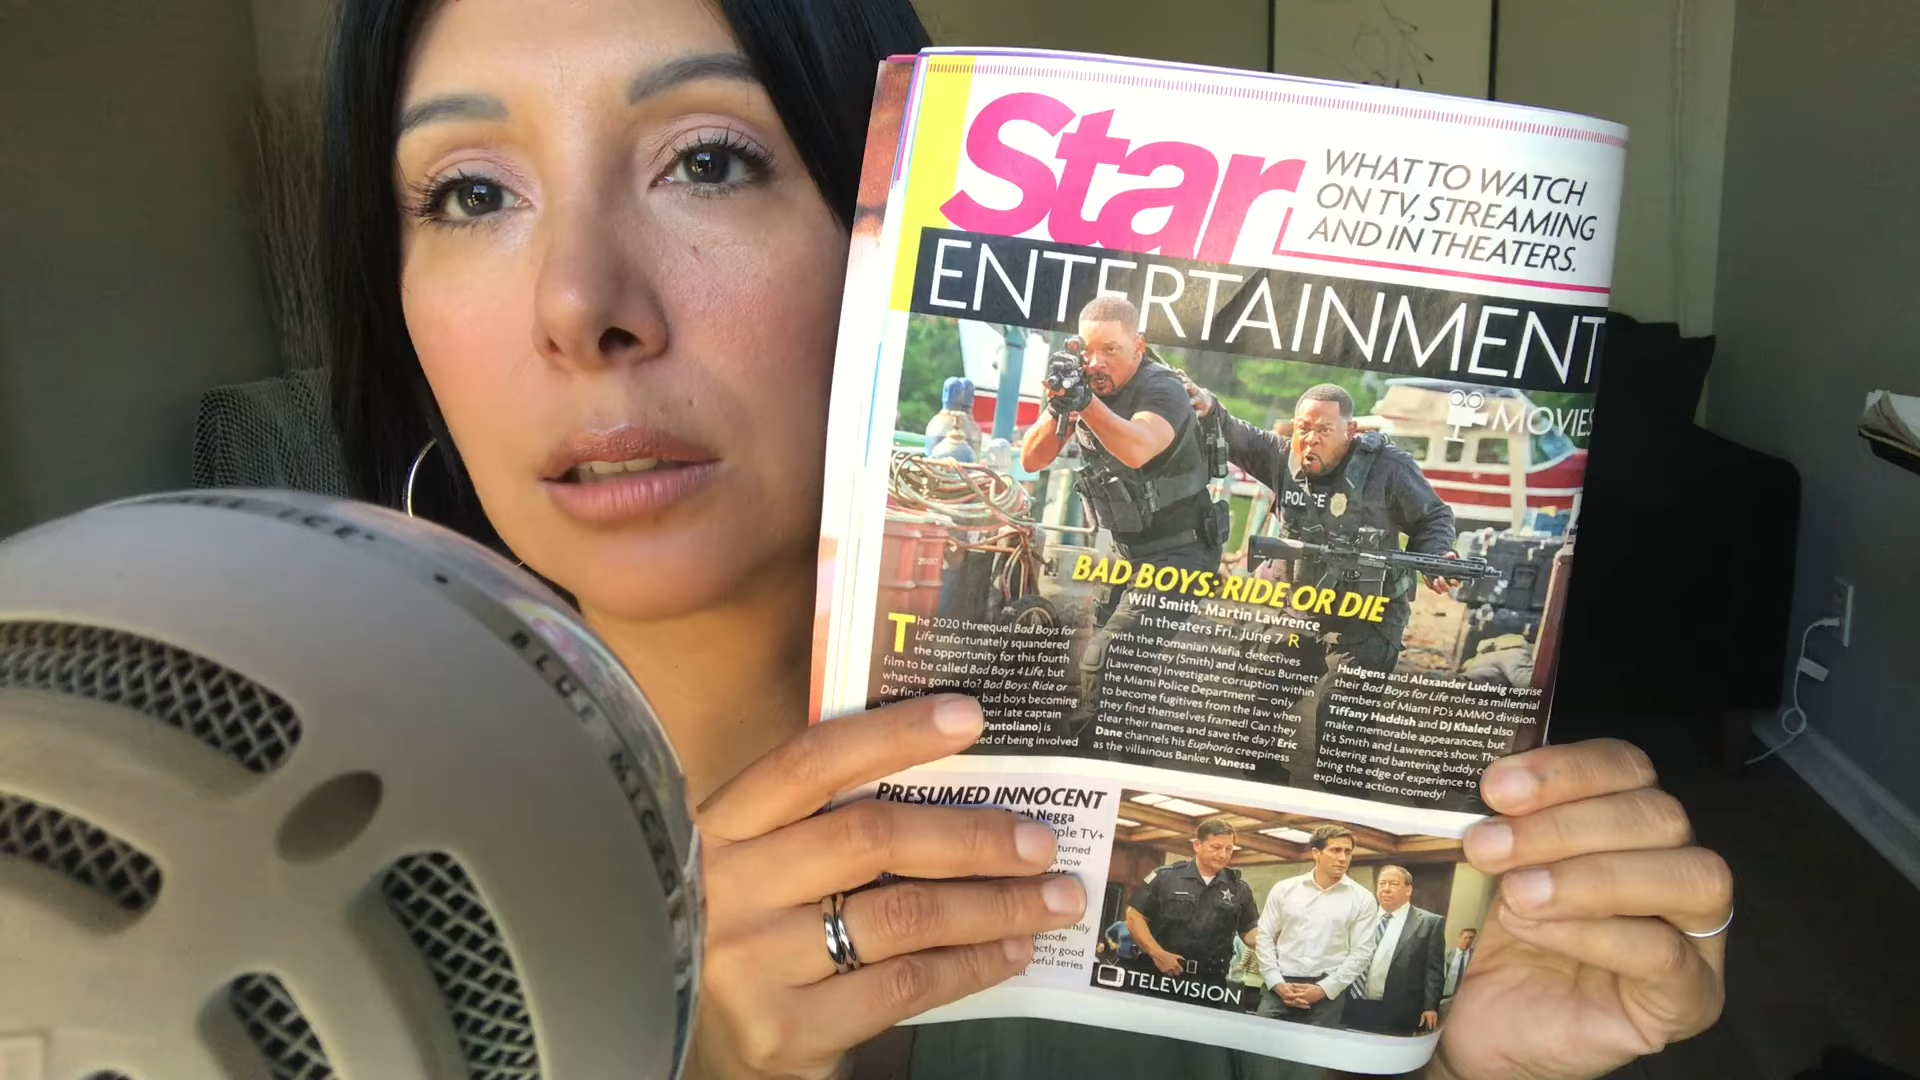 Star
WHAT TO WATCH
ON TV, STREAMING
AND IN THEATERS.
ENTERTAINMENT
MOVIES
POLICE
BAD BOYS: RIDE OR DIE
Will Smith, Martin Lawrence
In theaters Fri., June 7 R
The 2020 threequel Bad Boys for
Life unfortunately squandered
the opportunity for this fourth
film to be called Bad Boys 4 Life, but
whatcha gonna do? Bad Boys: Ride or
Die finds bad boys becoming
their late captain
Pantoliano) is
of being involved
with the Romanian Mafia, detectives
Mike Lowrey (Smith) and Marcus Burnett
(Lawrence) investigate corruption within
the Miami Police Department — only
to become fugitives from the law when
they find themselves framed! Can they
clear their names and save the day? Eric
Dane channels his Euphoria creepiness
as the villainous Banker. Vanessa
Hudgens and Alexander Ludwig reprise
their Bad Boys for Life roles as millennial
members of Miami PD's AMMO division.
Tiffany Haddish and DJ Khaled also
make memorable appearances, but
it's Smith and Lawrence's show. The
bickering and bantering buddy
bring the edge of experience to
explosive action comedy!
PRESUMED INNOCENT
Negga
TV+
now
episode
good
series
TELEVISION
BLUE MICRO